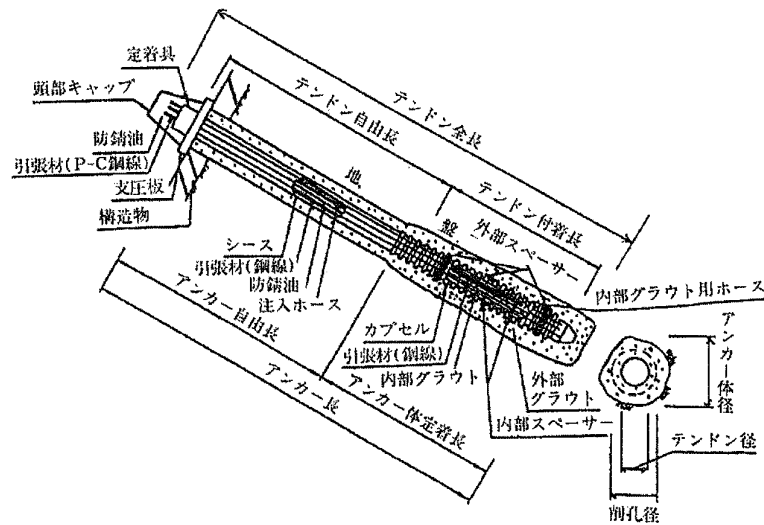 定着具
頭部キャップ
防錆油
引張材(P-C鋼線)
支圧板
構造物
テンドン全長
テンドン自由長
テンドン付着長
地
盤
外部スペーサー
シース
引張材(鋼線)
防錆油
注入ホース
内部グラウト用ホース
カプセル
引張材(鋼線)
内部グラウト
外部
グラウト
内部スペーサー
アンカー自由長
アンカー体定着長
アンカー長
アンカー体径
テンドン径
削孔径